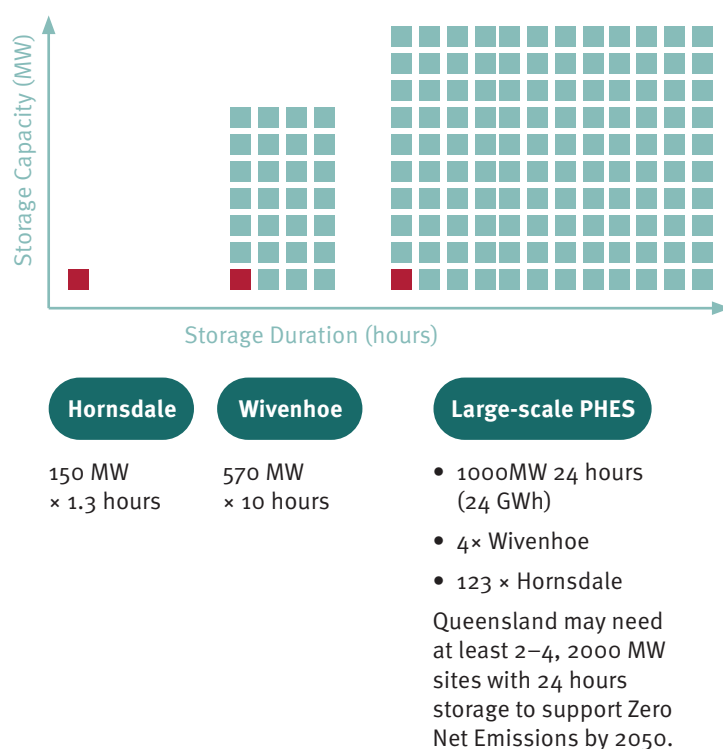 Storage Capacity (MW)
Storage Duration (hours)
Hornsdale
150 MW
× 1.3 hours
Wivenhoe
570 MW
× 10 hours
Large-scale PHES
• 1000MW 24 hours
(24 GWh)
• 4× Wivenhoe
• 123 × Hornsdale
Queensland may need
at least 2–4, 2000 MW
sites with 24 hours
storage to support Zero
Net Emissions by 2050.